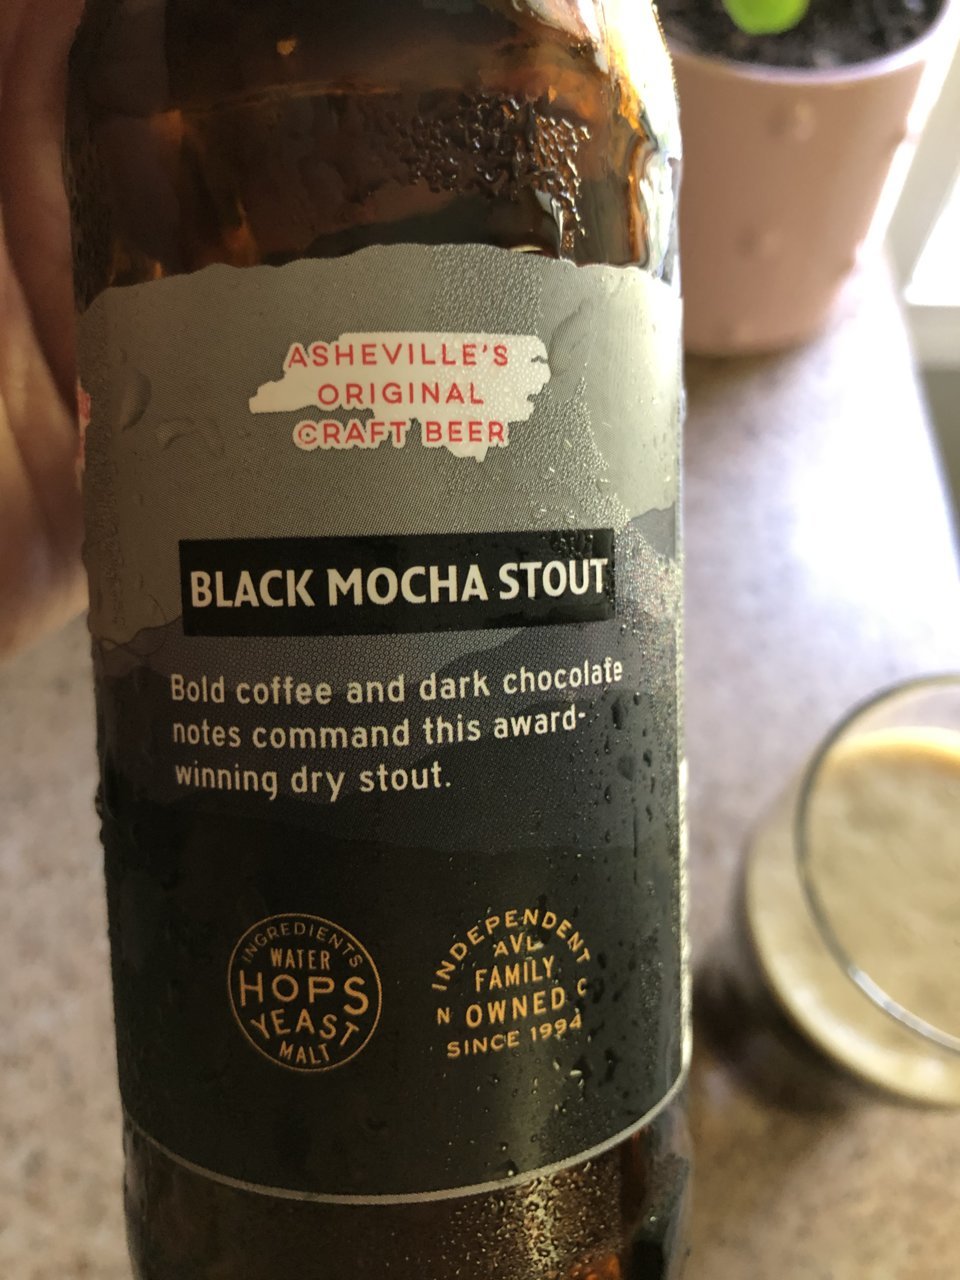 ASHEVILLE'S
ORIGINAL
CRAFT BEER
BLACK MOCHA STOUT
Bold coffee and dark chocolate
notes command this award-
winning dry stout.
INGREDIENTS
WATER
HOPS
YEAST
MALT
INDEPENDENT
AVL
FAMILY
N OWNED C
SINCE 1994